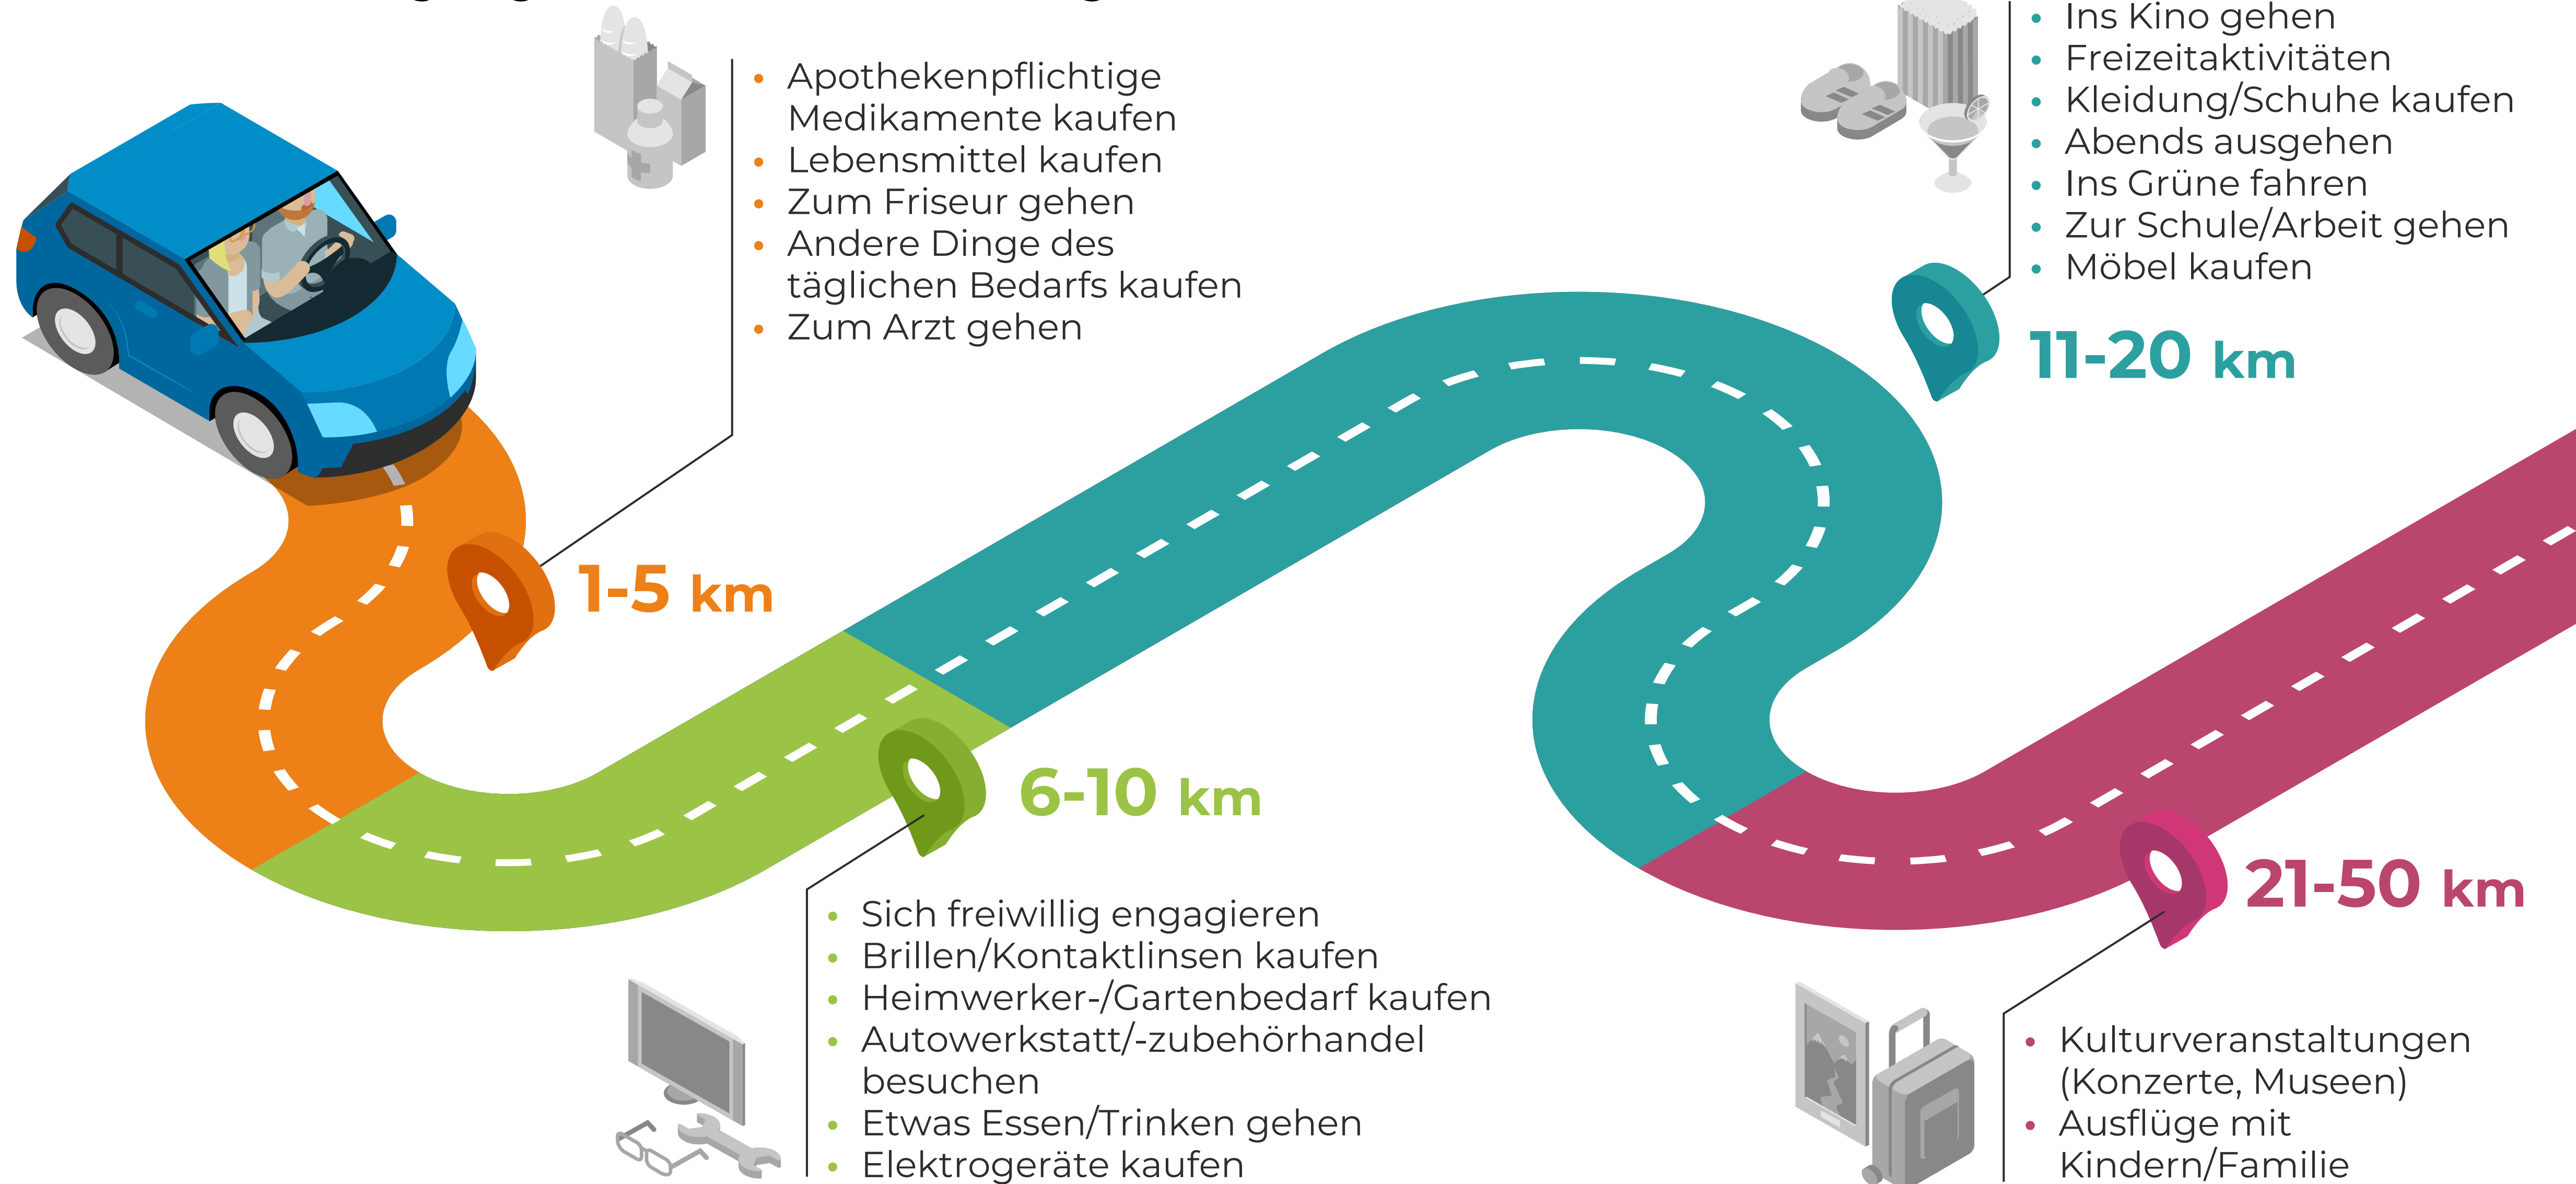 Apothekenpflichtige
Medikamente kaufen
Lebensmittel kaufen
Zum Friseur gehen
Andere Dinge des
täglichen Bedarfs kaufen
Zum Arzt gehen
1-5 km
6-10 km
Sich freiwillig engagieren
Brillen/Kontaktlinsen kaufen
Heimwerker-/Gartenbedarf kaufen
Autowerkstatt/-zubehörhandel
besuchen
Etwas Essen/Trinken gehen
Elektrogeräte kaufen
Ins Kino gehen
Freizeitaktivitäten
Kleidung/Schuhe kaufen
Abends ausgehen
Ins Grüne fahren
Zur Schule/Arbeit gehen
Möbel kaufen
11-20 km
21-50 km
Kulturveranstaltungen
(Konzerte, Museen)
Ausflüge mit
Kindern/Familie